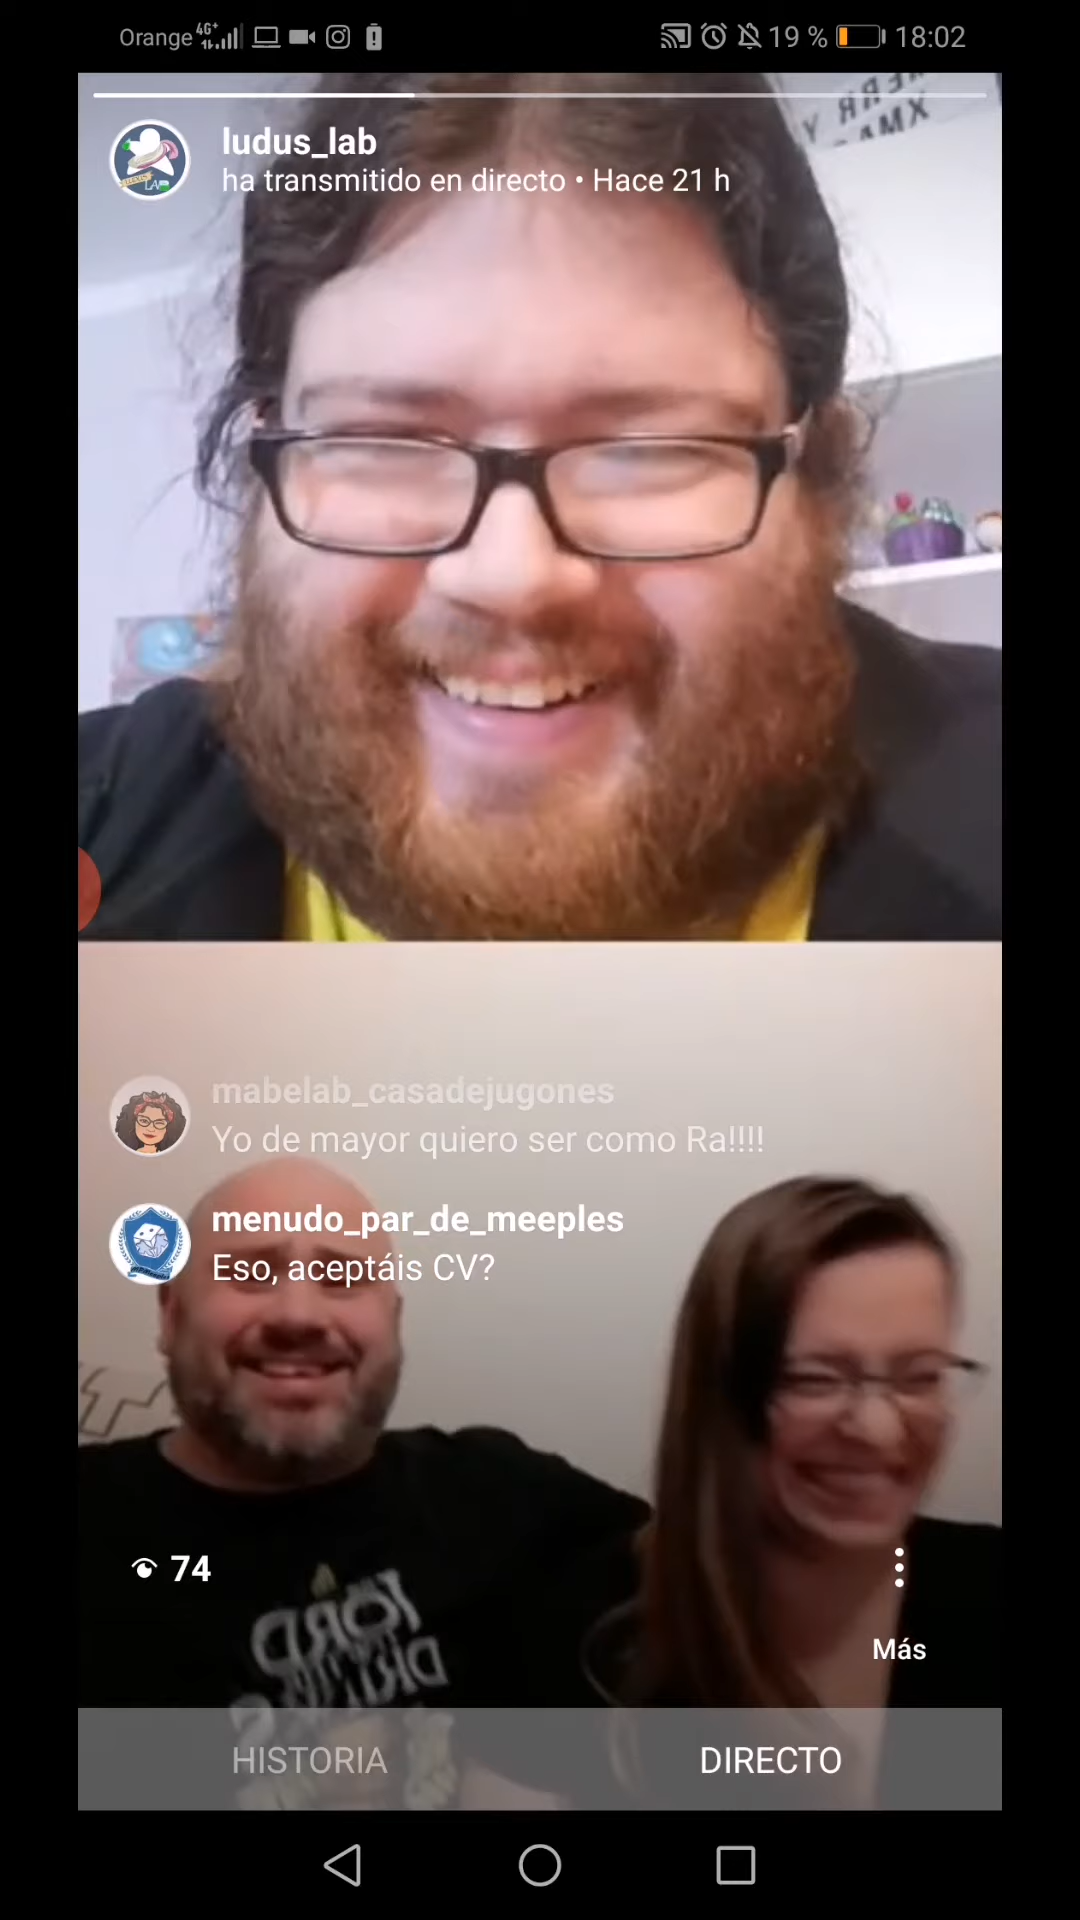 Orange 4G+ 19 % 18:02
ludus_lab
ha transmitido en directo • Hace 21 h
mabelab_casadejugones
Yo de mayor quiero ser como Ra!!!!
menudo_par_de_meeples
Eso, aceptáis CV?
74
Más
HISTORIA
DIRECTO